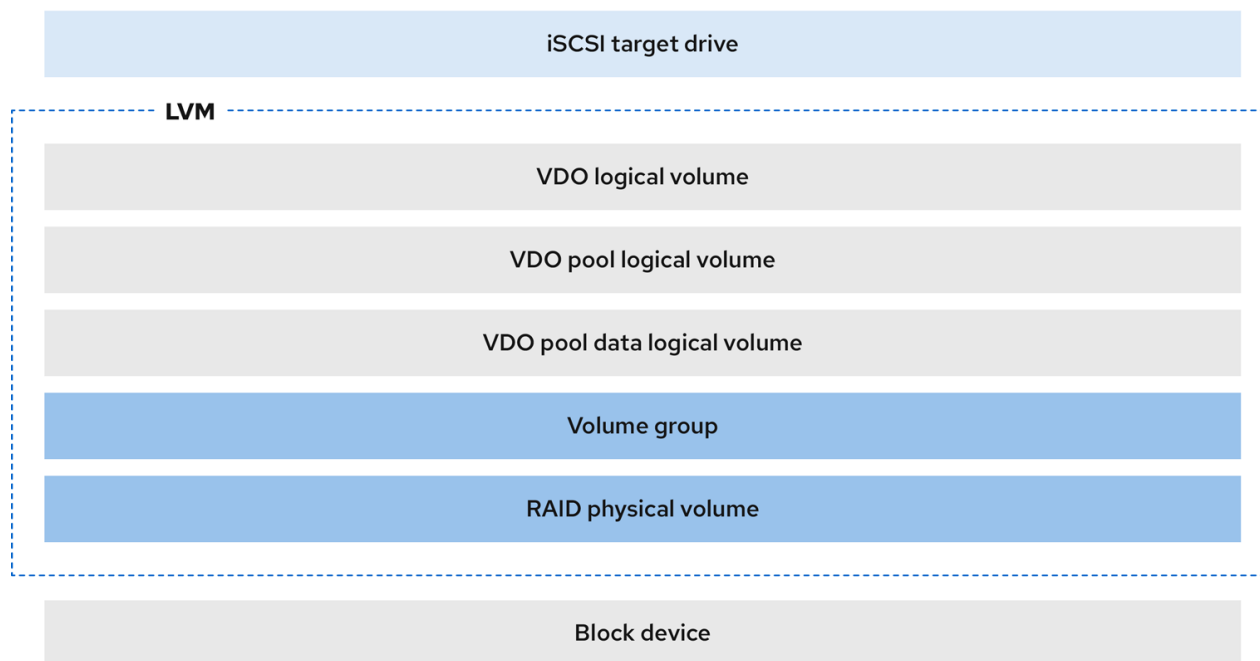 iSCSI target drive
LVM
VDO logical volume
VDO pool logical volume
VDO pool data logical volume
Volume group
RAID physical volume
Block device